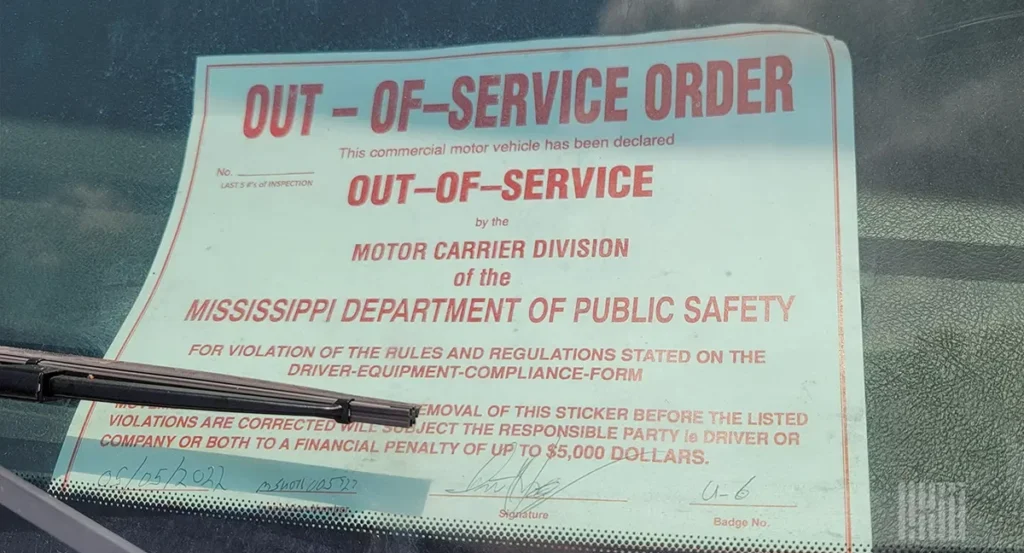 OUT – OF–SERVICE ORDER
This commercial motor vehicle has been declared
No.
LAST 5 #'s of INSPECTION
OUT–OF–SERVICE
by the
MOTOR CARRIER DIVISION
of the
MISSISSIPPI DEPARTMENT OF PUBLIC SAFETY
FOR VIOLATION OF THE RULES AND REGULATIONS STATED ON THE
DRIVER-EQUIPMENT-COMPLIANCE-FORM
EMOVAL OF THIS STICKER BEFORE THE LISTED
VIOLATIONS ARE CORRECTED WILL SUBJECT THE RESPONSIBLE PARTY ie DRIVER OR
COMPANY OR BOTH TO A FINANCIAL PENALTY OF UP TO $5,000 DOLLARS.
05/05/2022 U-6
Signature
Badge No.